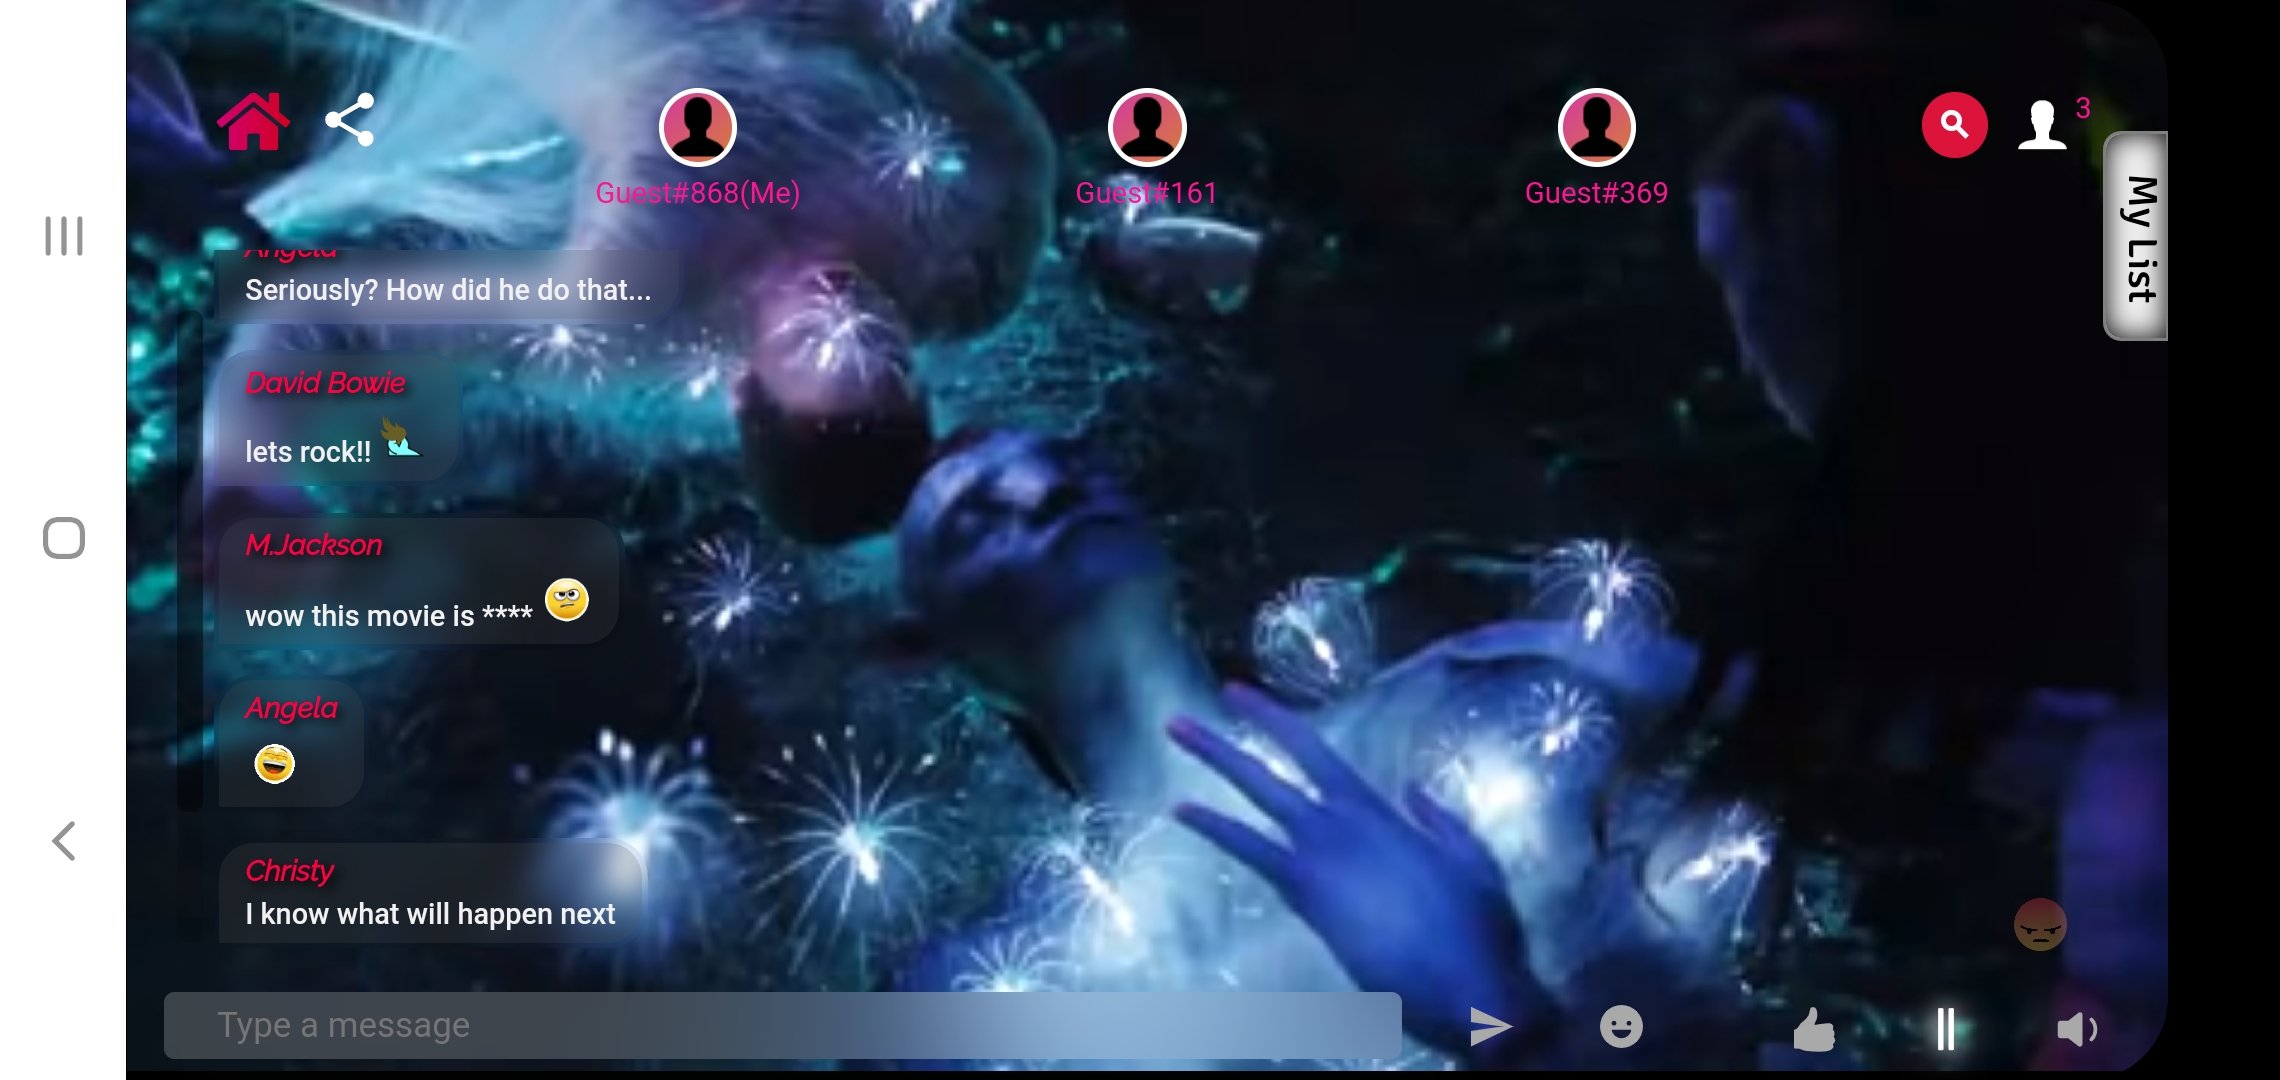 3
Guest#868(Me)
Guest#161
Guest#369
My List
Angela
Seriously? How did he do that...
David Bowie
lets rock!!
M.Jackson
wow this movie is ****
Angela
Christy
I know what will happen next
Type a message